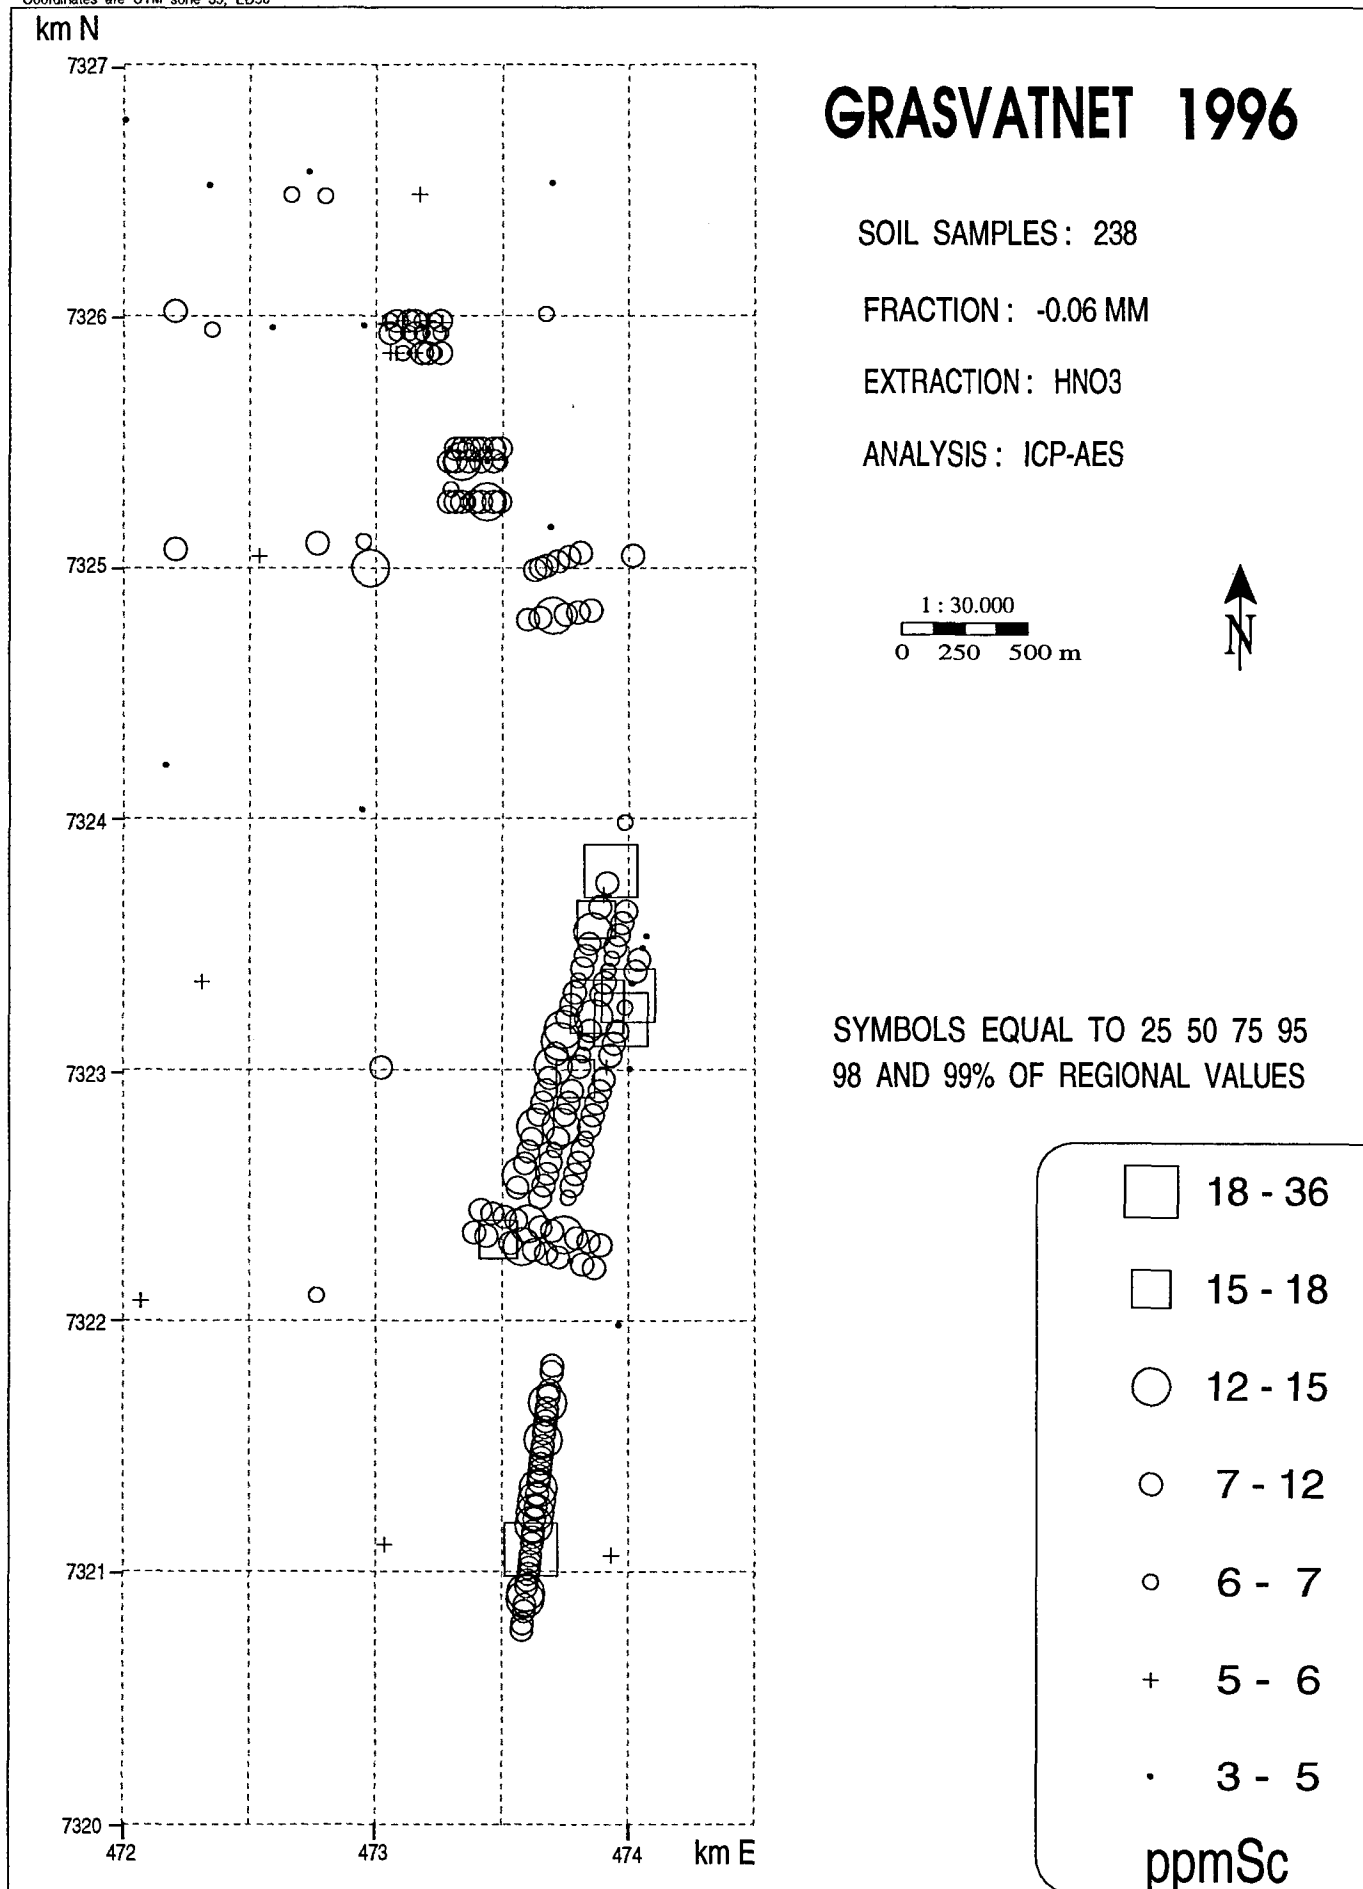 km N
7327
7326
7325
7324
7323
7322
7321
7320
472 473 474 km E
GRASVATNET 1996
SOIL SAMPLES : 238
FRACTION : -0.06 MM
EXTRACTION : HNO3
ANALYSIS : ICP-AES
1 : 30.000
0 250 500 m
N
SYMBOLS EQUAL TO 25 50 75 95
98 AND 99% OF REGIONAL VALUES
18 - 36
15 - 18
12 - 15
7 - 12
6 - 7
5 - 6
3 - 5
ppmSc